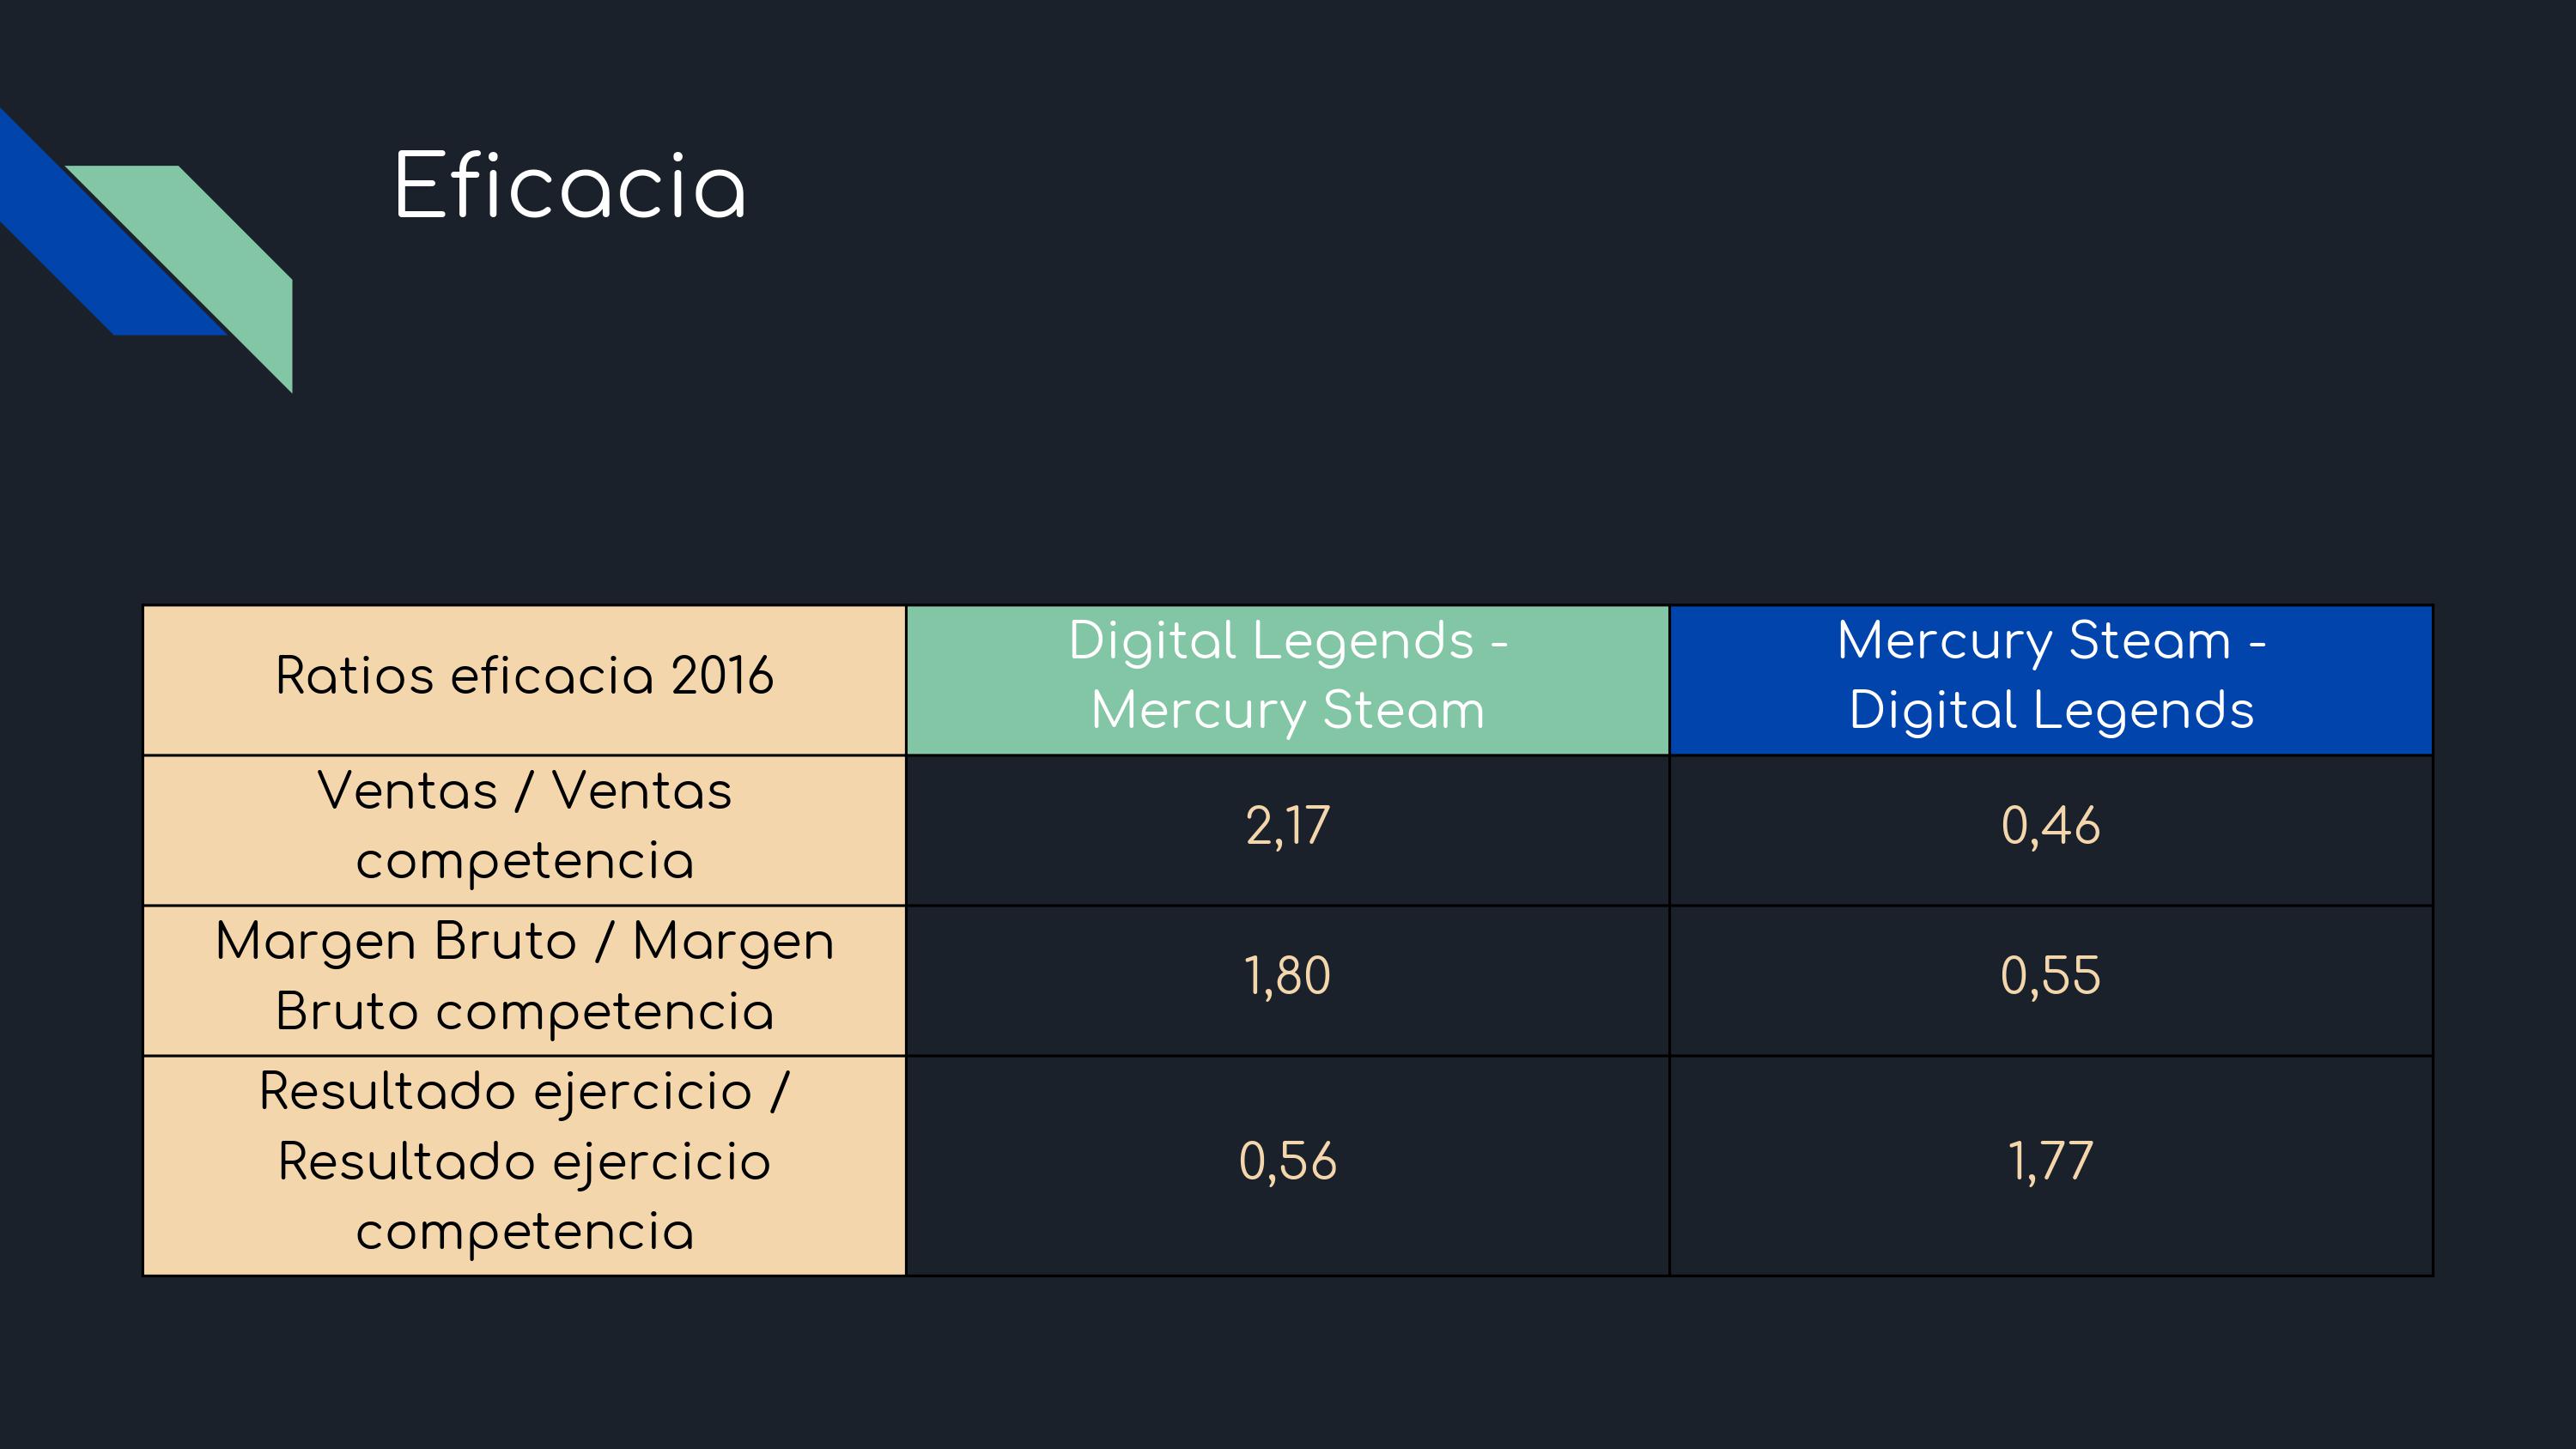 Eficacia
Ratios eficacia 2016
Digital Legends -
Mercury Steam
Mercury Steam -
Digital Legends
Ventas / Ventas
competencia
2,17
0,46
Margen Bruto / Margen
Bruto competencia
1,80
0,55
Resultado ejercicio /
Resultado ejercicio
competencia
0,56
1,77